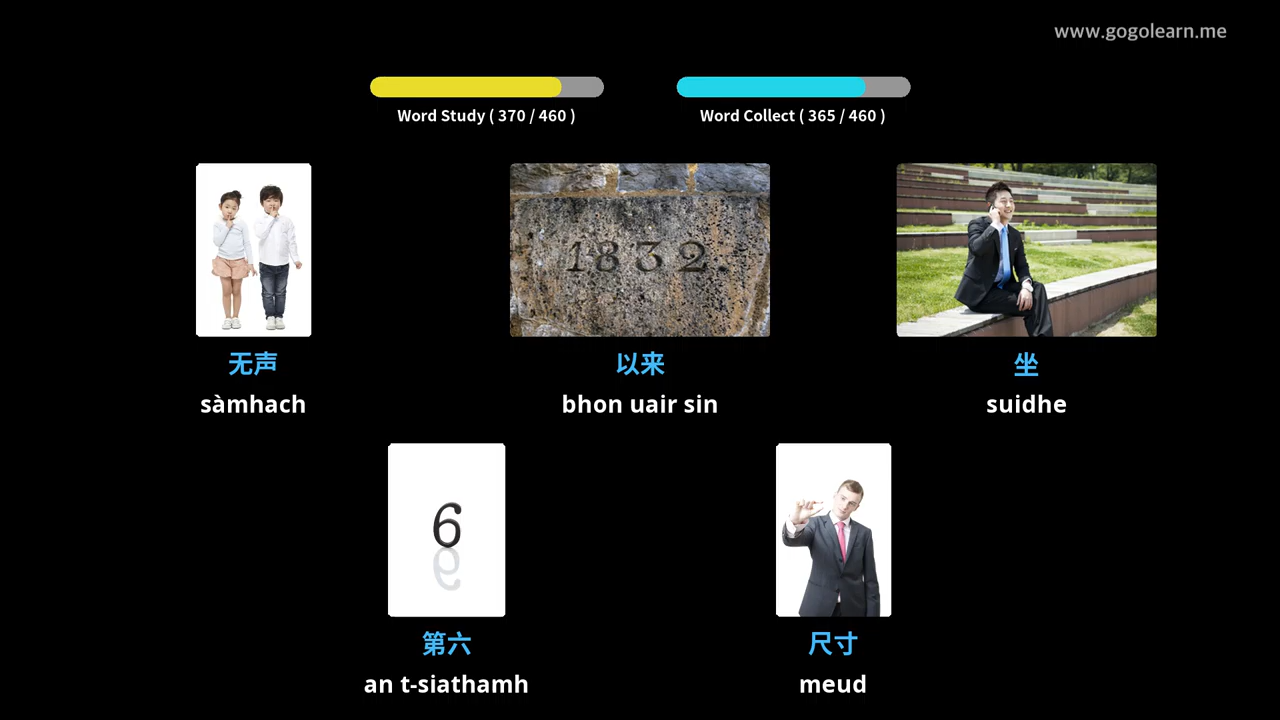 www.gogolearn.me
Word Study ( 370 / 460 )
Word Collect ( 365 / 460 )
1832.
无声
以来
坐
sàmhach
bhon uair sin
suidhe
6
第六
尺寸
an t-siathamh
meud